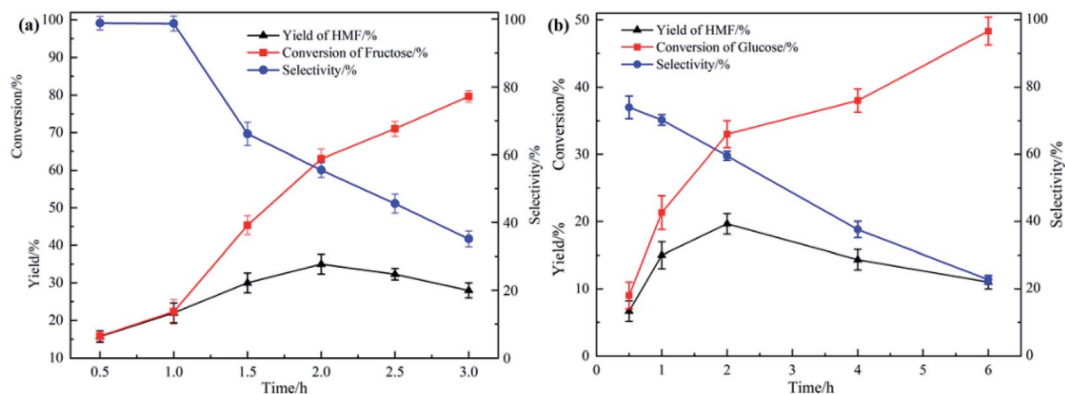 (a)
Yield of HMF/%
Conversion of Fructose/%
Selectivity/%
Conversion/%
Yield/%
100
90
80
70
60
50
40
30
20
10
100
80
60
40
20
0
Selectivity/%
0.5 1.0 1.5 2.0 2.5 3.0
Time/h
(b)
Yield of HMF/%
Conversion of Glucose/%
Selectivity/%
Conversion/%
Yield/%
50
40
30
20
10
0
100
80
60
40
20
0
Selectivity/%
0 1 2 3 4 5 6
Time/h